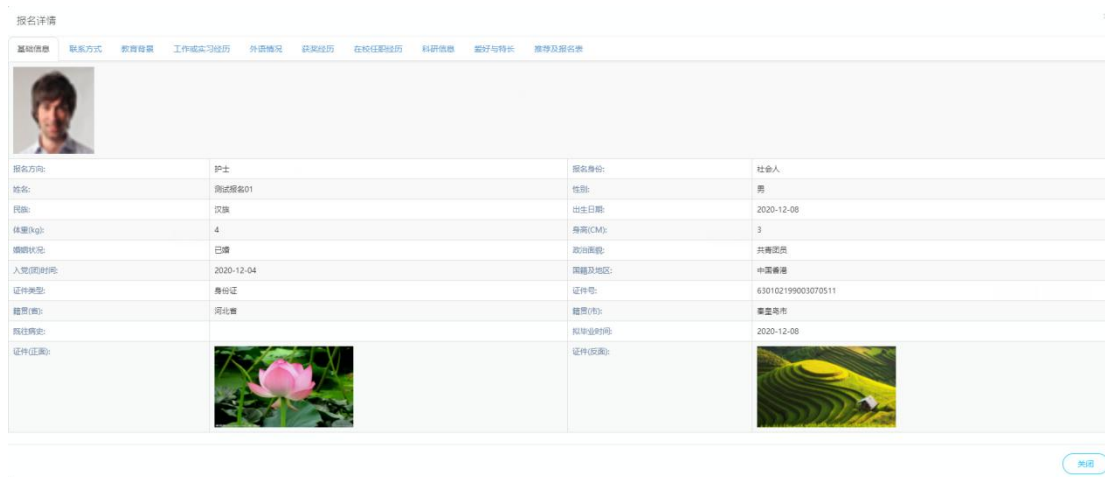 报名详情
基础信息 联系方式 教育背景 工作或实习经历 外语情况 获奖经历 在校任职经历 科研信息 爱好与特长 推荐及报名表
报名方向: 护士 报名身份: 社会人
姓名: 测试报名01 性别: 男
民族: 汉族 出生日期: 2020-12-08
体重(kg): 4 身高(CM): 3
婚姻状况: 已婚 政治面貌: 共青团员
入党(团)时间: 2020-12-04 国籍及地区: 中国香港
证件类型: 身份证 证件号: 630102199003070511
籍贯(省): 河北省 籍贯(市): 秦皇岛市
既往病史: 拟毕业时间: 2020-12-08
证件(正面): 证件(反面):
关闭